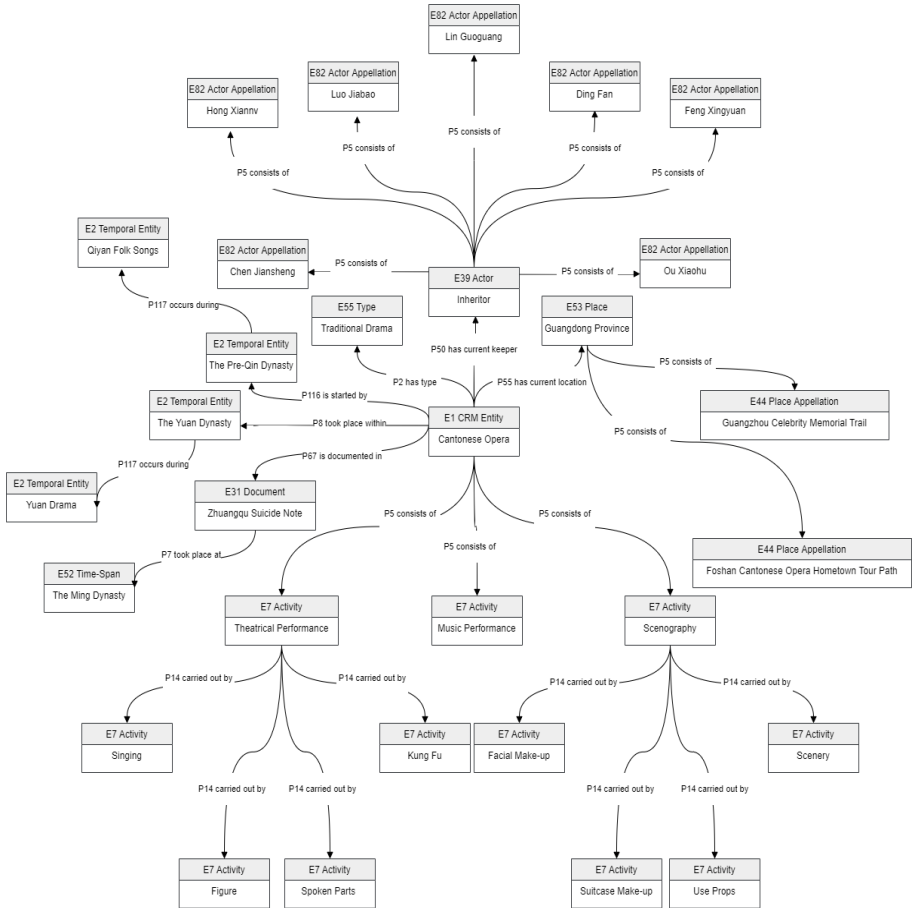 E82 Actor Appellation
Lin Guoguang
E82 Actor Appellation
Luo Jiabao
E82 Actor Appellation
Ding Fan
E82 Actor Appellation
Hong Xiannv
E82 Actor Appellation
Feng Xingyuan
P5 consists of
P5 consists of
P5 consists of
P5 consists of
P5 consists of
E2 Temporal Entity
Qiyan Folk Songs
E82 Actor Appellation
Chen Jiansheng
P5 consists of
E39 Actor
Inheritor
P5 consists of
E82 Actor Appellation
Ou Xiaohu
P117 occurs during
E55 Type
Traditional Drama
E53 Place
Guangdong Province
E2 Temporal Entity
The Pre-Qin Dynasty
P50 has current keeper
P5 consists of
P2 has type
P55 has current location
P116 is started by
E2 Temporal Entity
The Yuan Dynasty
P8 took place within
E1 CRM Entity
Cantonese Opera
E44 Place Appellation
Guangzhou Celebrity Memorial Trail
P5 consists of
P117 occurs during
P67 is documented in
E2 Temporal Entity
Yuan Drama
E31 Document
Zhuangqu Suicide Note
P5 consists of
P5 consists of
P5 consists of
P7 took place at
E44 Place Appellation
Foshan Cantonese Opera Hometown Tour Path
E52 Time-Span
The Ming Dynasty
E7 Activity
Theatrical Performance
E7 Activity
Music Performance
E7 Activity
Scenography
P14 carried out by
P14 carried out by
P14 carried out by
P14 carried out by
E7 Activity
Singing
E7 Activity
Kung Fu
E7 Activity
Facial Make-up
E7 Activity
Scenery
P14 carried out by
P14 carried out by
P14 carried out by
P14 carried out by
E7 Activity
Figure
E7 Activity
Spoken Parts
E7 Activity
Suitcase Make-up
E7 Activity
Use Props